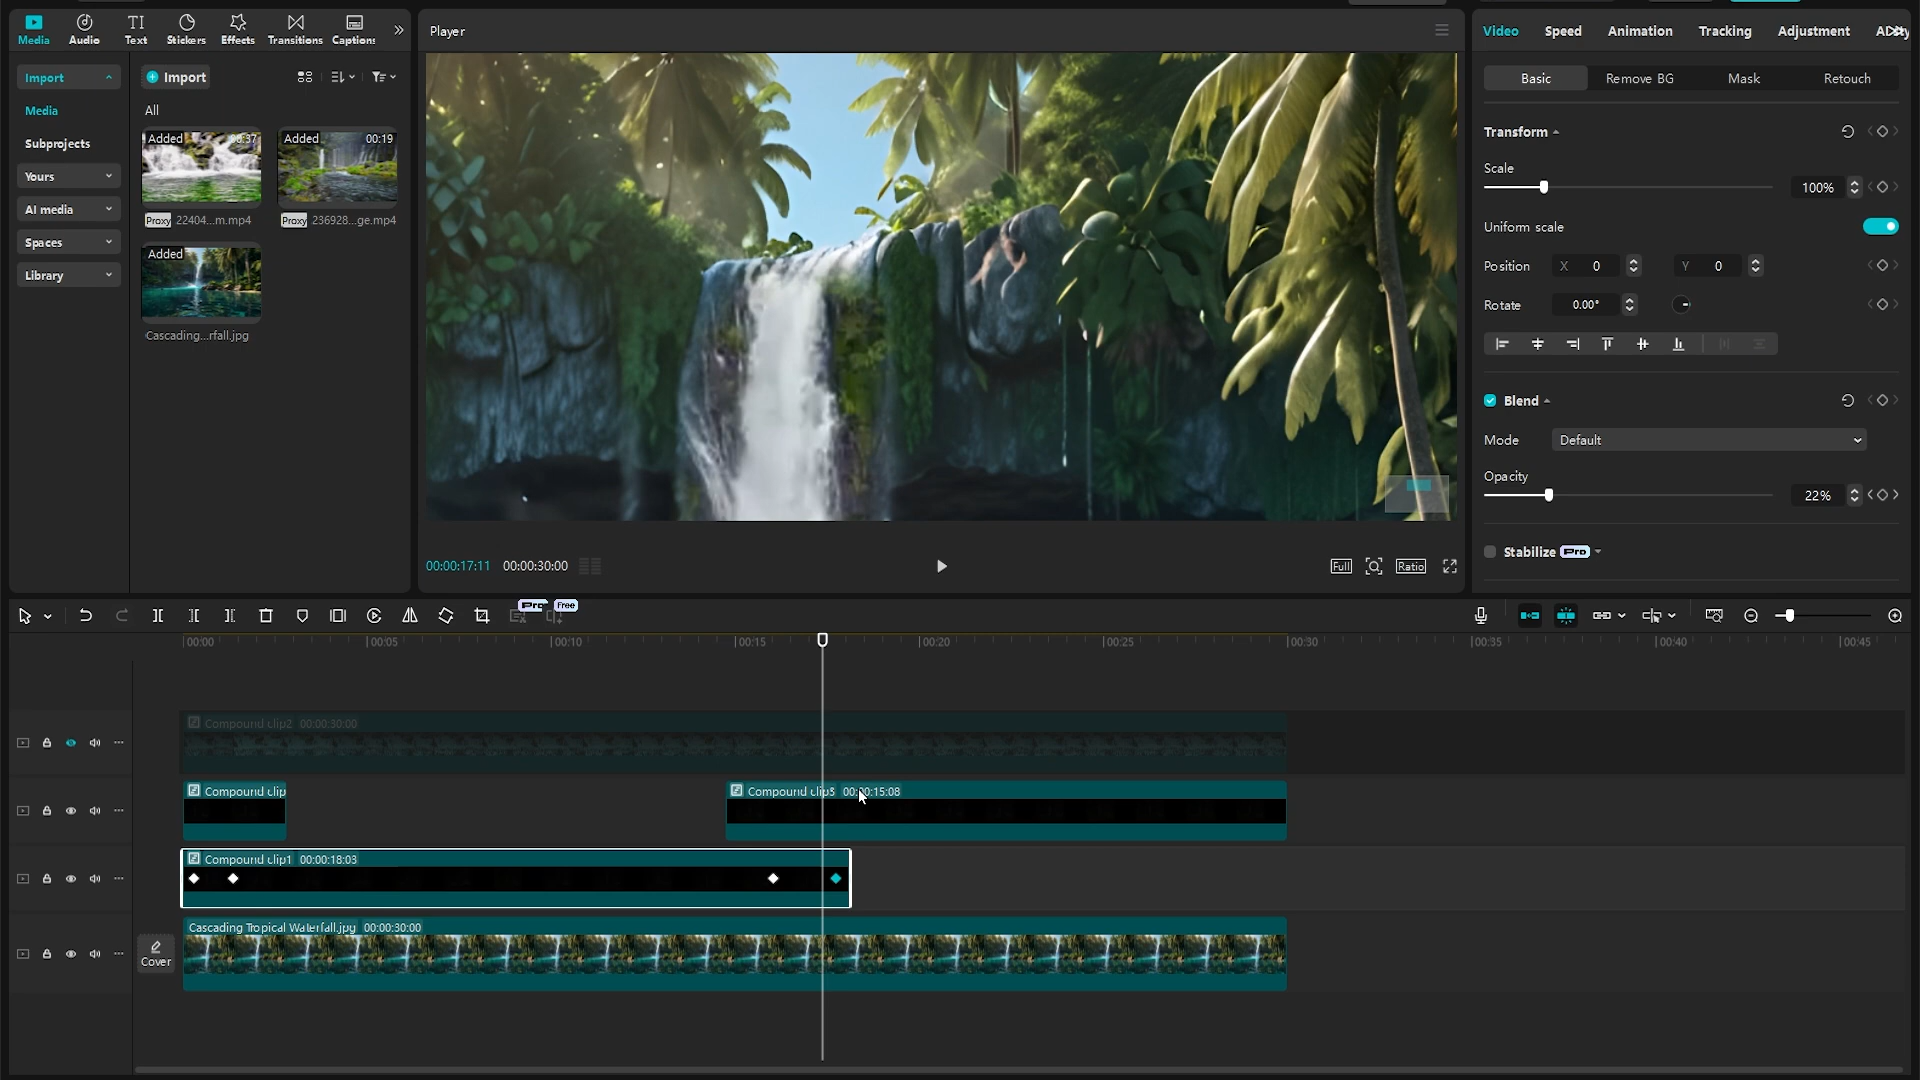 Media
Audio
TI
Text
Stickers
Effects
Transitions
Captions
Import
Media
Subprojects
Yours
AI media
Spaces
Library
Import
All
Added
Added 00:19
Proxy 22404...m.mp4
Proxy 236928...ge.mp4
Added
Cascading...rfall.jpg
Player
00:00:17:11 00:00:30:00
Full
Ratio
Video Speed Animation Tracking Adjustment
Basic Remove BG Mask Retouch
Transform
Scale
100%
Uniform scale
Position X 0 Y 0
Rotate 0.00°
Blend
Mode Default
Opacity
22%
Stabilize Pro
Pro Free
00:00 00:05 00:10 00:15 00:20 00:25 00:30 00:35 00:40 00:45
Compound clip2 00:00:30:00
Compound clip
Compound clip3 00:00:15:08
Compound clip1 00:00:18:03
Cascading Tropical Waterfall.jpg 00:00:30:00
Cover